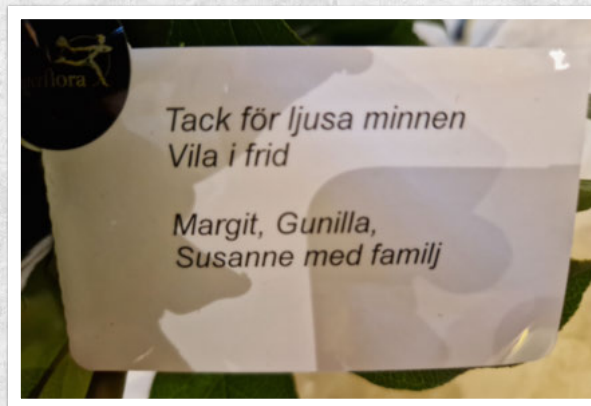 Tack för ljusa minnen
Vila i frid
Margit, Gunilla,
Susanne med familj